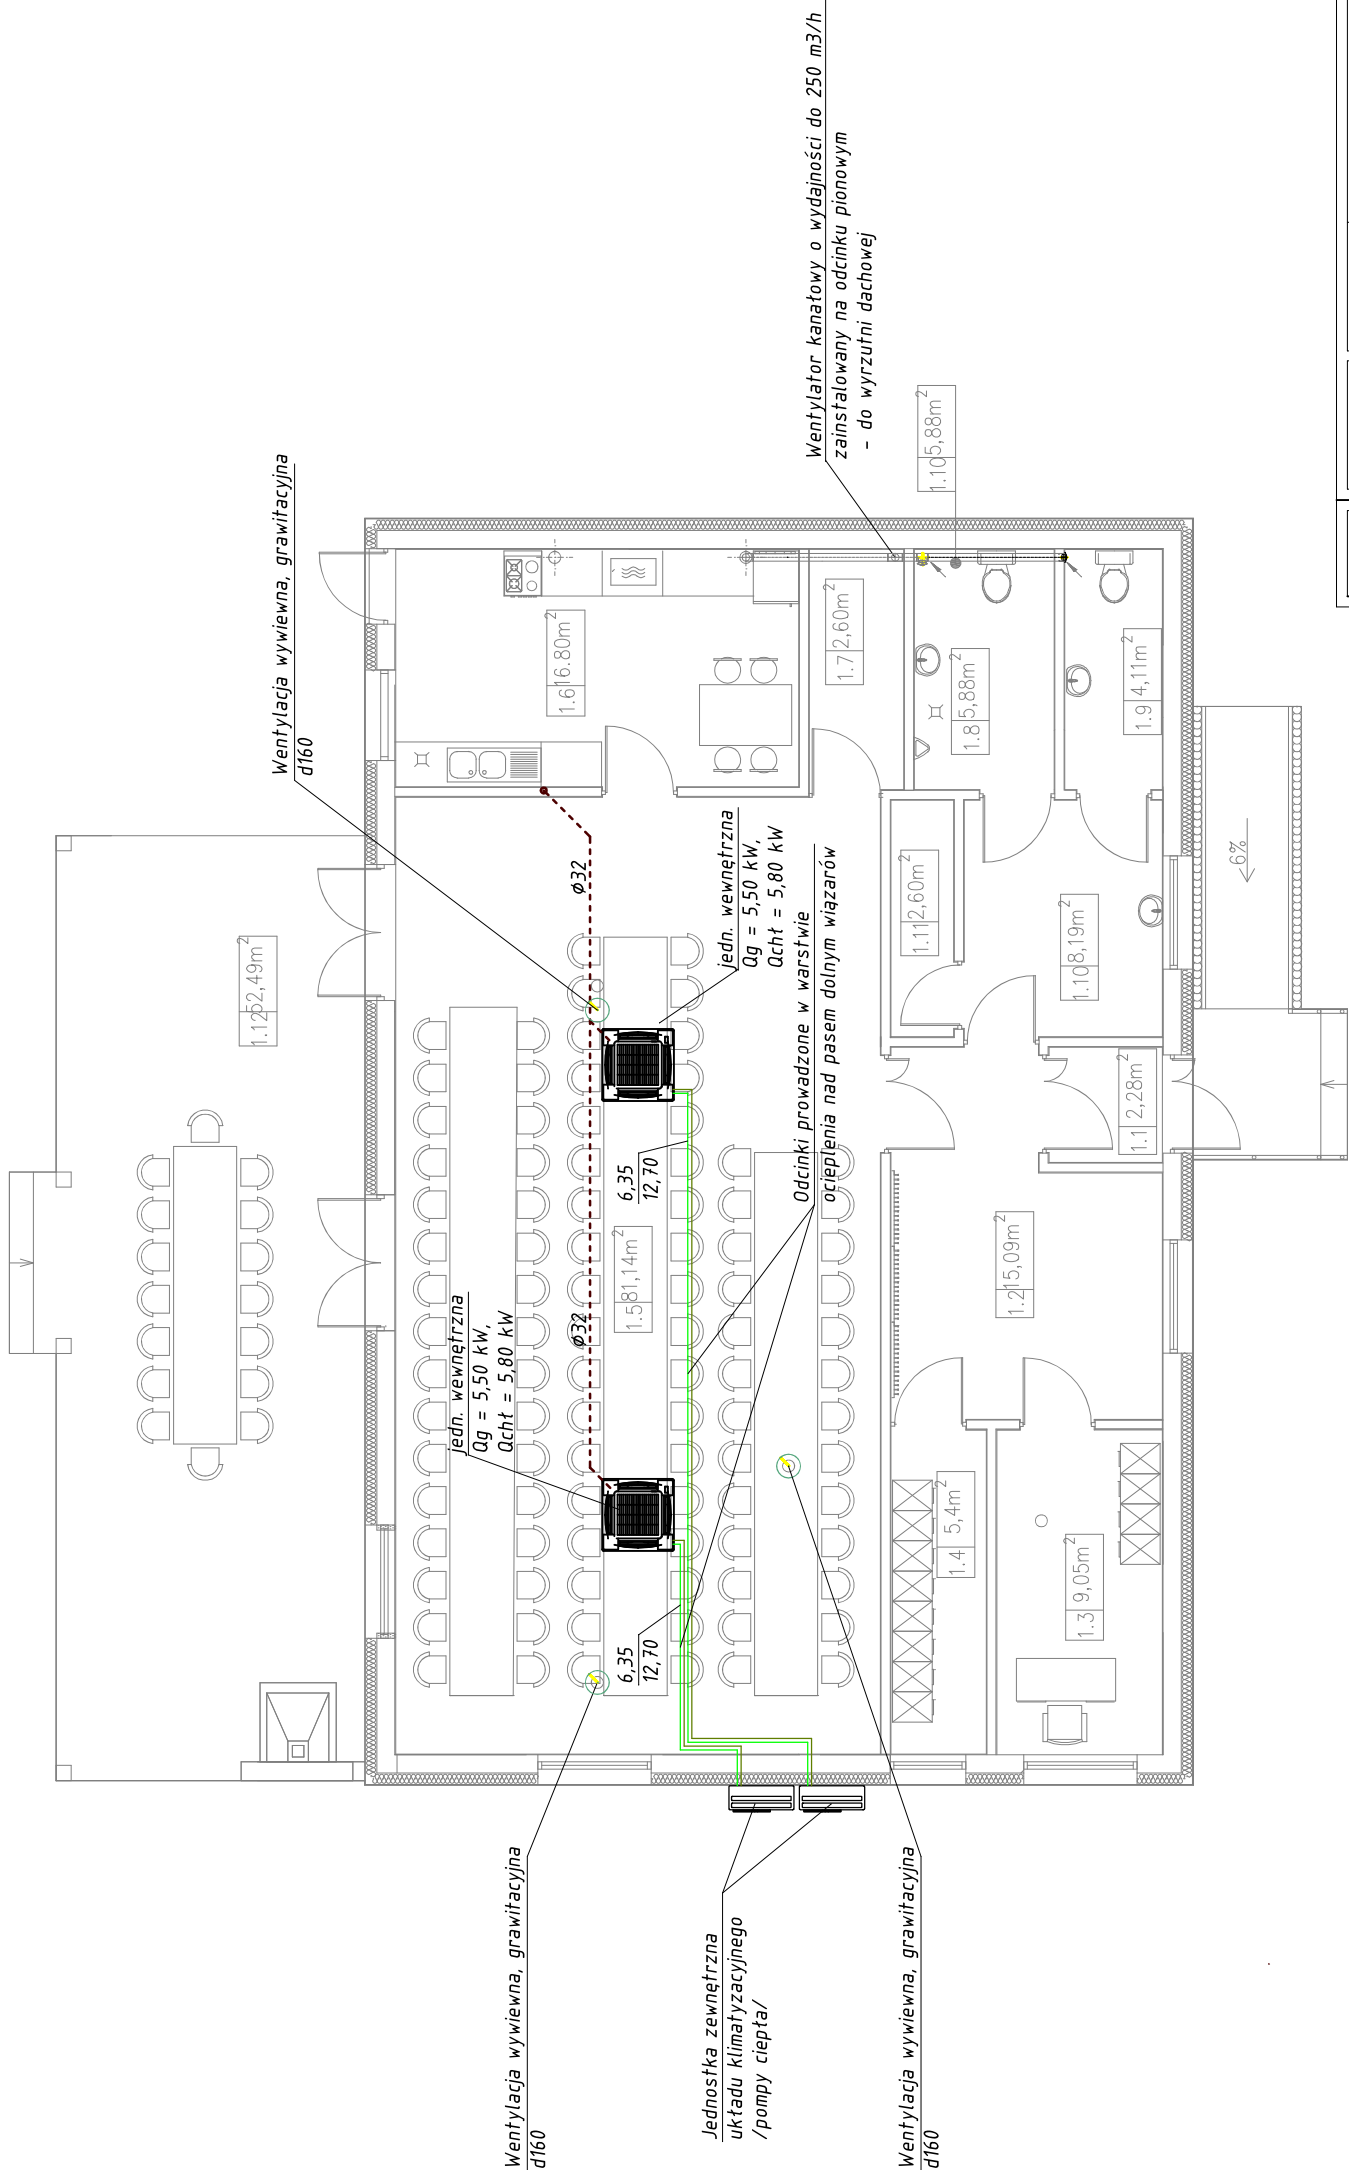 Wentylacja wywiewna, grawitacyjna
d160
Wentylator kanałowy o wydajności do 250 m3/h
zainstalowany na odcinku pionowym
- do wyrzutni dachowej
1.10 5,88m2
1.12 52,49m2
1.6 16.80m2
1.7 2,60m2
1.8 5,88m2
1.9 4,11m2
6%
ø32
jedn. wewnętrzna
Qg = 5,50 kW,
Qchł = 5,80 kW
Odcinki prowadzone w warstwie
ocieplenia nad pasem dolnym wiązarów
1.11 2,60m2
1.10 8,19m2
1.1 2,28m2
6,35
12,70
1.5 81,14m2
1.2 15,09m2
ø32
jedn. wewnętrzna
Qg = 5,50 kW,
Qchł = 5,80 kW
6,35
12,70
1.4 5,4m2
1.3 9,05m2
Wentylacja wywiewna, grawitacyjna
d160
Jednostka zewnętrzna
układu klimatyzacyjnego
/pompy ciepła/
Wentylacja wywiewna, grawitacyjna
d160